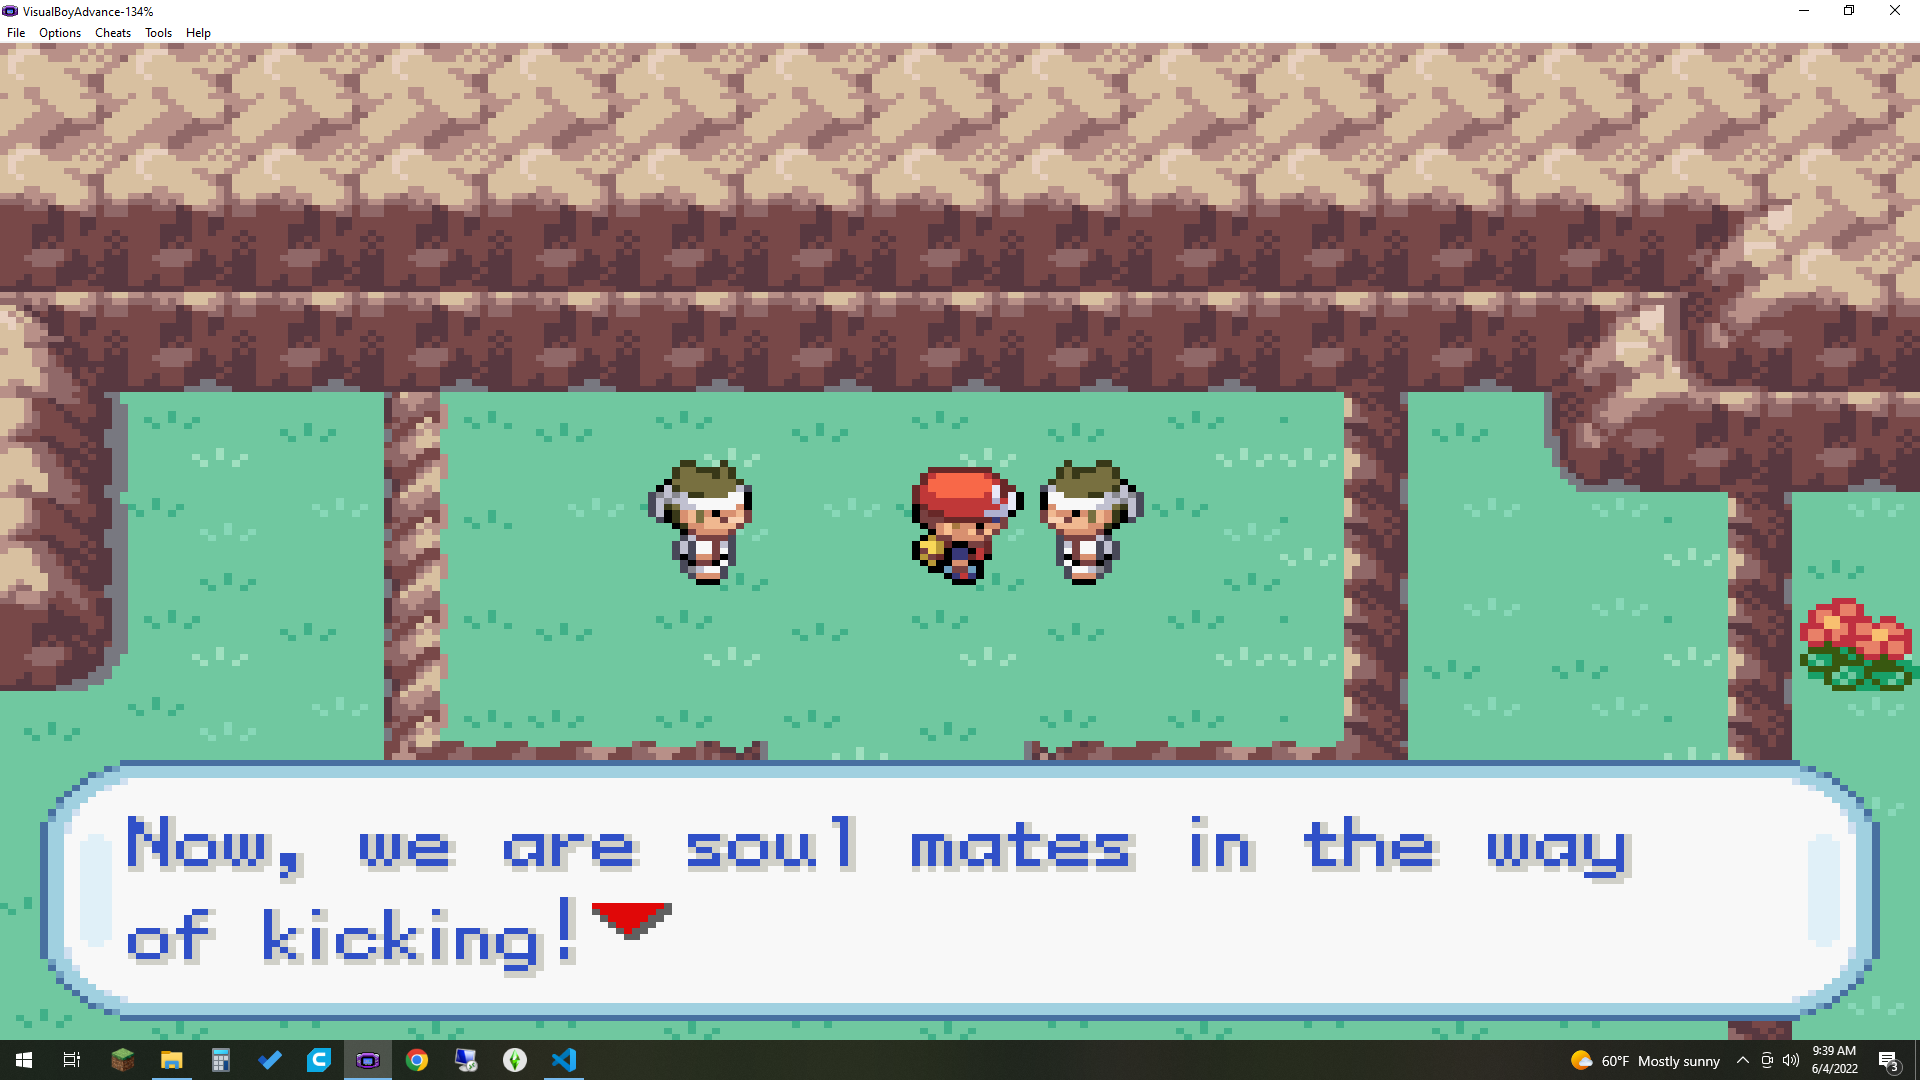 VisualBoyAdvance-134%
File Options Cheats Tools Help
Now, we are soul mates in the way
of kicking!
60°F Mostly sunny
9:39 AM
6/4/2022
3